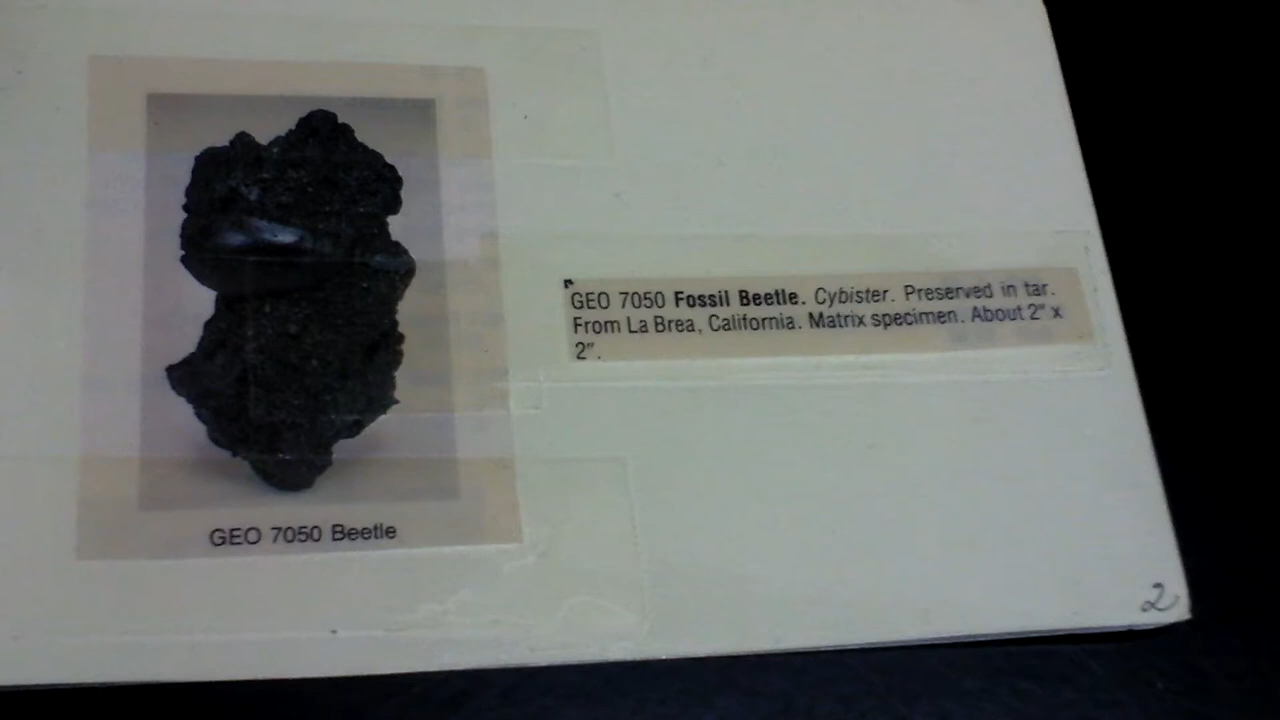 GEO 7050 Fossil Beetle. Cybister. Preserved in tar.
From La Brea, California. Matrix specimen. About 2" x
2".
GEO 7050 Beetle
2